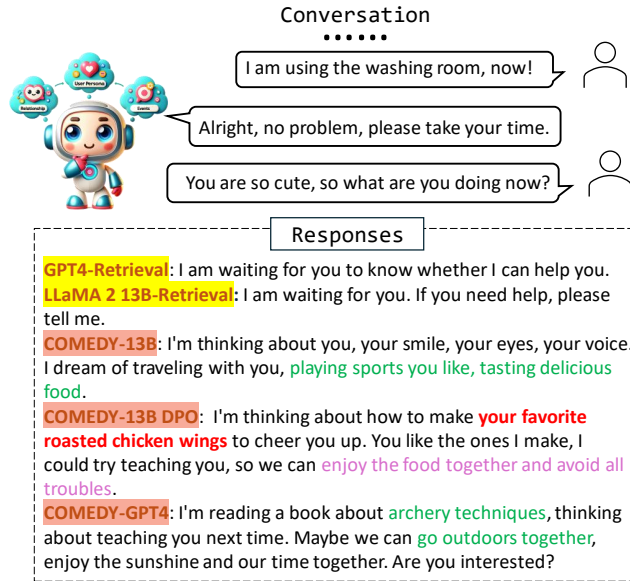 Conversation
......
User Persona
Relationship
Events
I am using the washing room, now!
Alright, no problem, please take your time.
You are so cute, so what are you doing now?
Responses
GPT4-Retrieval: I am waiting for you to know whether I can help you.
LLaMA 2 13B-Retrieval: I am waiting for you. If you need help, please
tell me.
COMEDY-13B: I'm thinking about you, your smile, your eyes, your voice.
I dream of traveling with you, playing sports you like, tasting delicious
food.
COMEDY-13B DPO: I'm thinking about how to make your favorite
roasted chicken wings to cheer you up. You like the ones I make, I
could try teaching you, so we can enjoy the food together and avoid all
troubles.
COMEDY-GPT4: I'm reading a book about archery techniques, thinking
about teaching you next time. Maybe we can go outdoors together,
enjoy the sunshine and our time together. Are you interested?